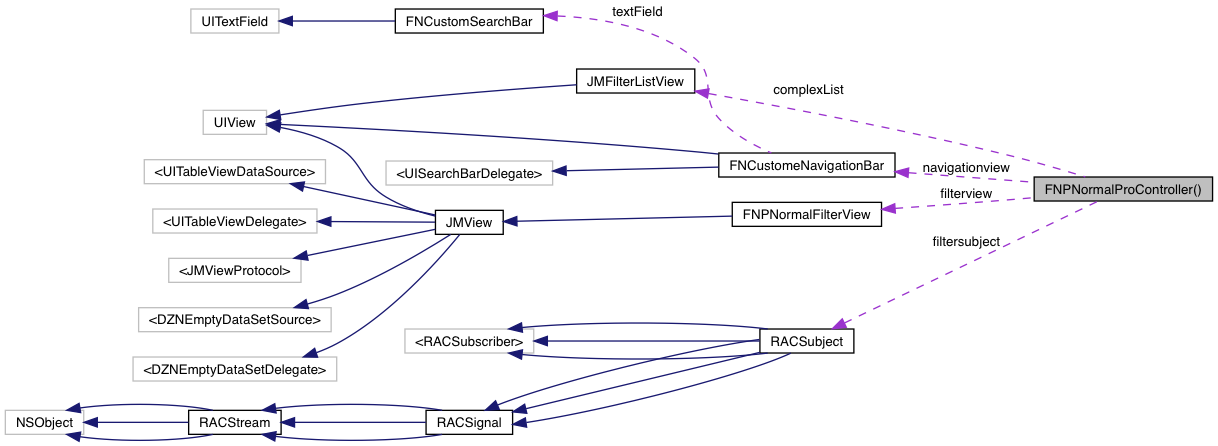 UITextField
FNCustomSearchBar
textField
JMFilterListView
complexList
UIView
<UITableViewDataSource>
<UISearchBarDelegate>
FNCustomeNavigationBar
navigationview
FNPNormalProController()
filterview
<UITableViewDelegate>
JMView
FNPNormalFilterView
filtersubject
<JMViewProtocol>
<DZNEmptyDataSetSource>
<RACSubscriber>
RACSubject
<DZNEmptyDataSetDelegate>
NSObject
RACStream
RACSignal